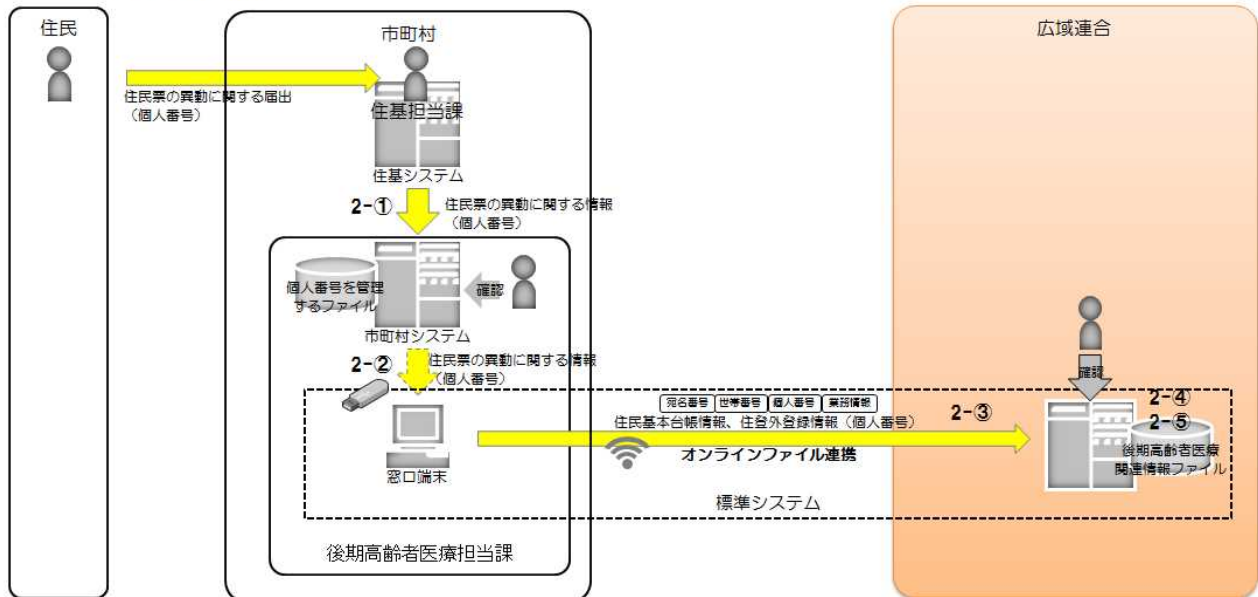 住民
市町村
広域連合
住民票の異動に関する届出
（個人番号）
住基担当課
住基システム
2-①
住民票の異動に関する情報
（個人番号）
個人番号を管理
するファイル
確認
市町村システム
2-②
住民票の異動に関する情報
（個人番号）
確認
宛名番号 世帯番号 個人番号 業務情報
住民基本台帳情報、住登外登録情報（個人番号）
2-③
2-④
2-⑤
オンラインファイル連携
後期高齢者医療
関連情報ファイル
窓口端末
標準システム
後期高齢者医療担当課